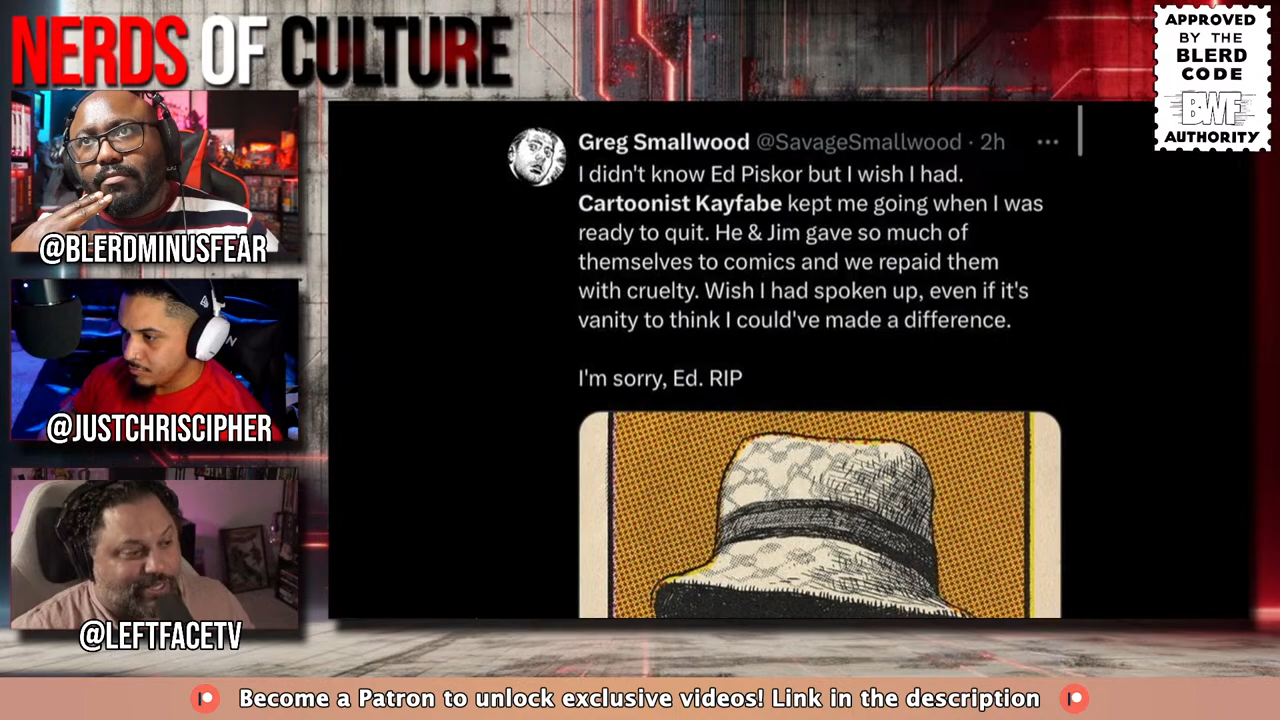 NERDS OF CULTURE
APPROVED
BY THE
BLERD
CODE
BWF
AUTHORITY
@BLERDMINUSFEAR
@JUSTCHRISCIPHER
@LEFTFACETV
Greg Smallwood @SavageSmallwood · 2h ...
I didn't know Ed Piskor but I wish I had.
Cartoonist Kayfabe kept me going when I was
ready to quit. He & Jim gave so much of
themselves to comics and we repaid them
with cruelty. Wish I had spoken up, even if it's
vanity to think I could've made a difference.
I'm sorry, Ed. RIP
Become a Patron to unlock exclusive videos! Link in the description